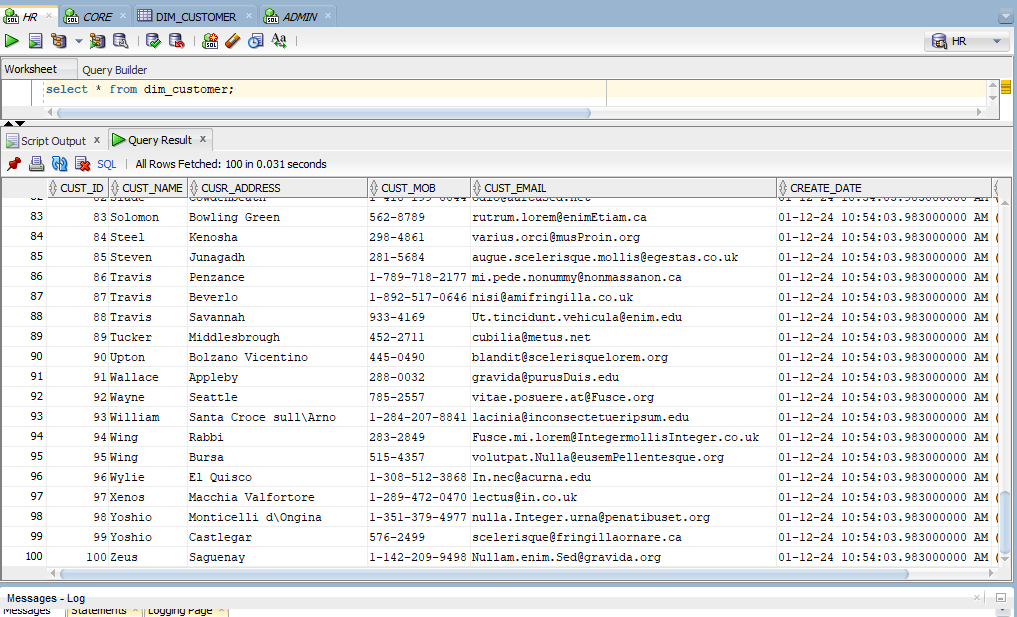 HR CORE DIM_CUSTOMER ADMIN
HR
Worksheet Query Builder
select * from dim_customer;
Script Output x Query Result x
SQL | All Rows Fetched: 100 in 0.031 seconds
CUST_ID CUST_NAME CUSR_ADDRESS CUST_MOB CUST_EMAIL CREATE_DATE
83 83 Solomon Bowling Green 562-8789 rutrum.lorem@enimEtiam.ca 01-12-24 10:54:03.983000000 AM
84 84 Steel Kenosha 298-4861 varius.orci@musProin.org 01-12-24 10:54:03.983000000 AM
85 85 Steven Junagadh 281-5684 augue.scelerisque.mollis@egestas.co.uk 01-12-24 10:54:03.983000000 AM
86 86 Travis Penzance 1-789-718-2177 mi.pede.nonummy@nonmassanon.ca 01-12-24 10:54:03.983000000 AM
87 87 Travis Beverlo 1-892-517-0646 nisi@amifringilla.co.uk 01-12-24 10:54:03.983000000 AM
88 88 Travis Savannah 933-4169 Ut.tincidunt.vehicula@enim.edu 01-12-24 10:54:03.983000000 AM
89 89 Tucker Middlesbrough 452-2711 cubilia@metus.net 01-12-24 10:54:03.983000000 AM
90 90 Upton Bolzano Vicentino 445-0490 blandit@scelerisquelorem.org 01-12-24 10:54:03.983000000 AM
91 91 Wallace Appleby 288-0032 gravida@purusDuis.edu 01-12-24 10:54:03.983000000 AM
92 92 Wayne Seattle 785-2557 vitae.posuere.at@Fusce.org 01-12-24 10:54:03.983000000 AM
93 93 William Santa Croce sull\Arno 1-284-207-8841 lacinia@inconsectetueripsum.edu 01-12-24 10:54:03.983000000 AM
94 94 Wing Rabbi 283-2849 Fusce.mi.lorem@IntegermollisInteger.co.uk 01-12-24 10:54:03.983000000 AM
95 95 Wing Bursa 515-4357 volutpat.Nulla@eusemPellentesque.org 01-12-24 10:54:03.983000000 AM
96 96 Wylie El Quisco 1-308-512-3868 In.nec@acurna.edu 01-12-24 10:54:03.983000000 AM
97 97 Xenos Macchia Valfortore 1-289-472-0470 lectus@in.co.uk 01-12-24 10:54:03.983000000 AM
98 98 Yoshio Monticelli d\Ongina 1-351-379-4977 nulla.Integer.urna@penatibuset.org 01-12-24 10:54:03.983000000 AM
99 99 Yoshio Castlegar 576-2499 scelerisque@fringillaornare.ca 01-12-24 10:54:03.983000000 AM
100 100 Zeus Saguenay 1-142-209-9498 Nullam.enim.Sed@gravida.org 01-12-24 10:54:03.983000000 AM
Messages - Log
Messages Statements Logging Page